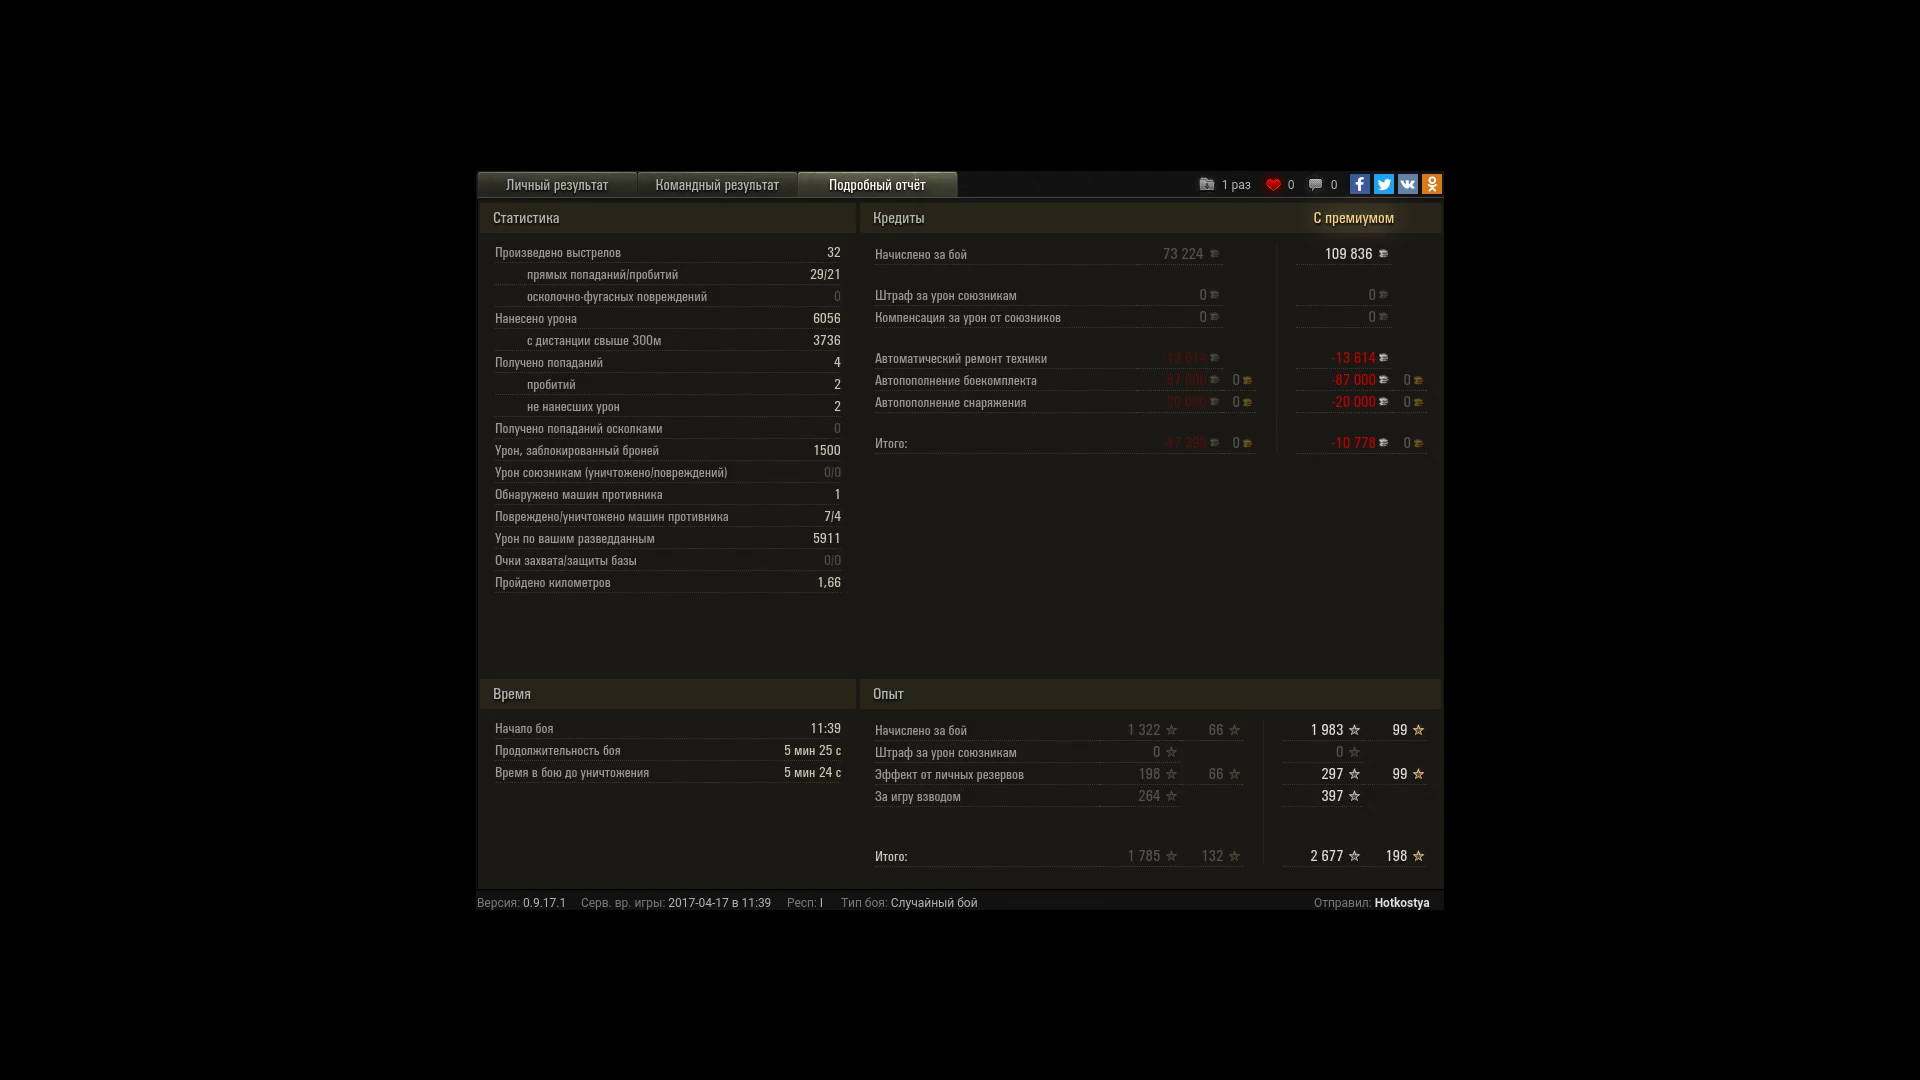 Личный результат Командный результат Подробный отчёт 1 раз 0 0
Статистика
Произведено выстрелов 32
прямых попаданий/пробитий 29/21
осколочно-фугасных повреждений 0
Нанесено урона 6056
с дистанции свыше 300м 3736
Получено попаданий 4
пробитий 2
не нанесших урон 2
Получено попаданий осколками 0
Урон, заблокированный броней 1500
Урон союзникам (уничтожено/повреждений) 0/0
Обнаружено машин противника 1
Повреждено/уничтожено машин противника 7/4
Урон по вашим разведданным 5911
Очки захвата/защиты базы 0/0
Пройдено километров 1,66
Кредиты С премиумом
Начислено за бой 73 224 109 836
Штраф за урон союзникам 0 0
Компенсация за урон от союзников 0 0
Автоматический ремонт техники -13 614 -13 614
Автопополнение боекомплекта -87 000 0 -87 000 0
Автопополнение снаряжения -20 000 0 -20 000 0
Итого: 0 -10 778 0
Время
Начало боя 11:39
Продолжительность боя 5 мин 25 с
Время в бою до уничтожения 5 мин 24 с
Опыт
Начислено за бой 1 322 66 1 983 99
Штраф за урон союзникам 0 0
Эффект от личных резервов 198 66 297 99
За игру взводом 264 397
Итого: 1 785 132 2 677 198
Версия: 0.9.17.1 Серв. вр. игры: 2017-04-17 в 11:39 Респ: I Тип боя: Случайный бой Отправил: Hotkostya